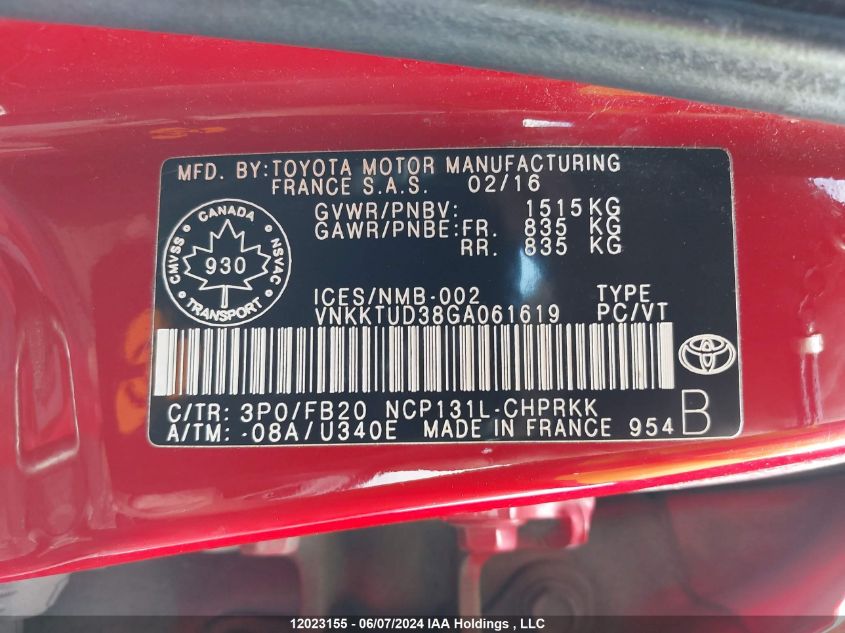 MFD. BY: TOYOTA MOTOR MANUFACTURING
FRANCE S.A.S. 02/16
GVWR/PNBV: 1515 KG
GAWR/PNBE: FR. 835 KG
RR. 835 KG
CANADA
CMVSS
NSVAC
930
TRANSPORT
ICES/NMB-002 TYPE
VNKKTUD38GA061619 PC/VT
C/TR: 3P0/FB20 NCP131L-CHPRKK
A/TM: -08A/U340E MADE IN FRANCE 954 B
12023155 - 06/07/2024 IAA Holdings, LLC